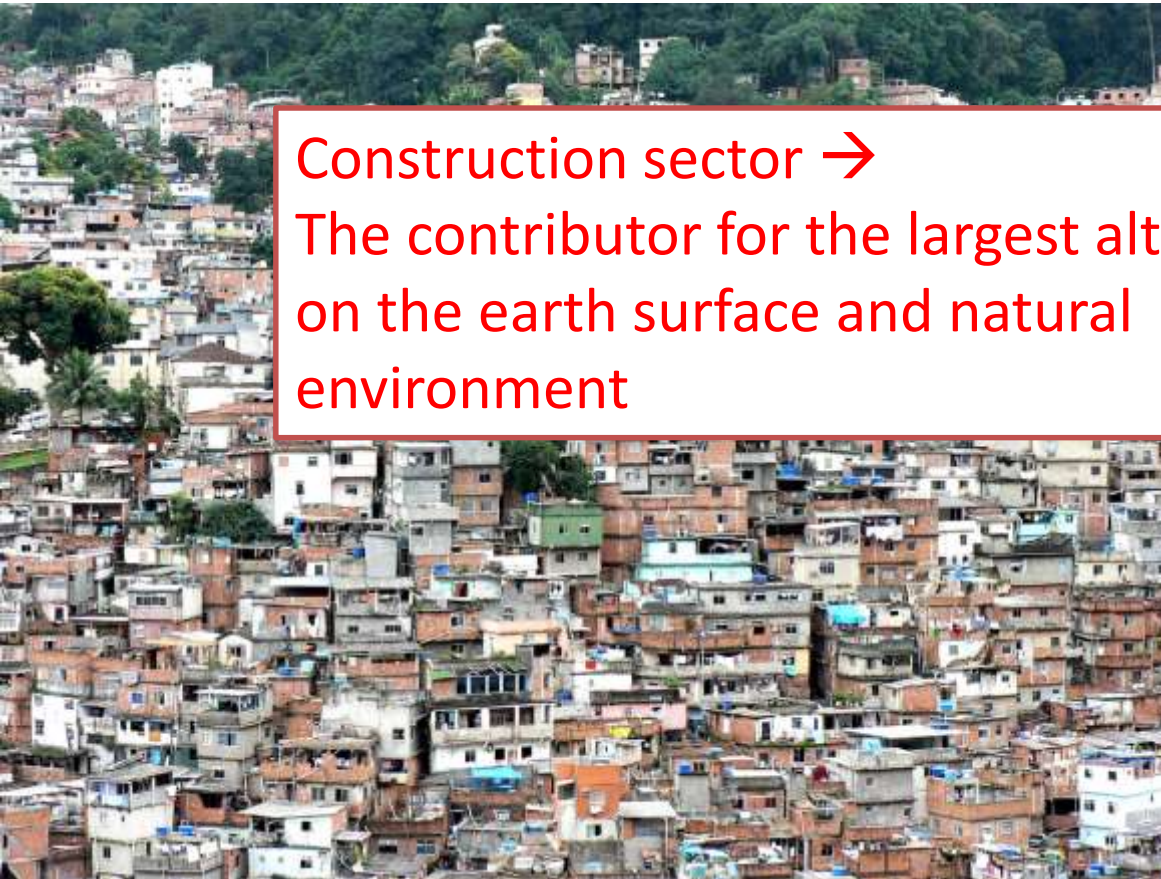 Construction sector →
The contributor for the largest alt
on the earth surface and natural
environment